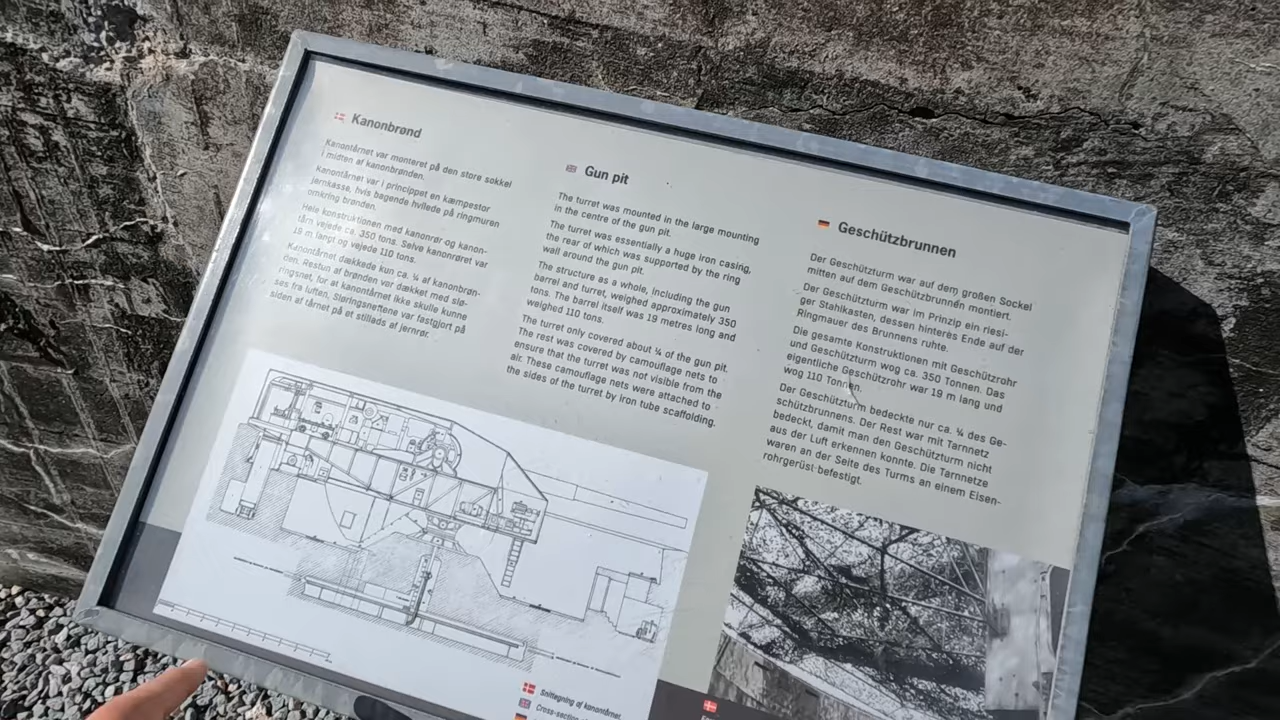 Kanonbrønd
Kanontårnet var monteret på den store sokkel
i midten af kanonbrønden.
Kanontårnet var i princippet en kæmpestor
jernkasse, hvis bagende hvilede på ringmuren
omkring brønden.
Hele konstruktionen med kanonrør og kanon-
tårn vejede ca. 350 tons. Selve kanonrøret var
19 m langt og vejede 110 tons.
Kanontårnet dækkede kun ca. ¼ af kanonbrøn-
den. Resten af brønden var dækket med slø-
ringsnet, for at kanontårnet ikke skulle kunne
ses fra luften. Sløringsnettene var fastgjort på
siden af tårnet på et stillads af jernrør.
Gun pit
The turret was mounted in the large mounting
in the centre of the gun pit.
The turret was essentially a huge iron casing,
the rear of which was supported by the ring
wall around the gun pit.
The structure as a whole, including the gun
barrel and turret, weighed approximately 350
tons. The barrel itself was 19 metres long and
weighed 110 tons.
The turret only covered about ¼ of the gun pit.
The rest was covered by camouflage nets to
ensure that the turret was not visible from the
air. These camouflage nets were attached to
the sides of the turret by iron tube scaffolding.
Geschützbrunnen
Der Geschützturm war auf dem großen Sockel
mitten auf dem Geschützbrunnen montiert.
Der Geschützturm war im Prinzip ein riesi-
ger Stahlkasten, dessen hinteres Ende auf der
Ringmauer des Brunnens ruhte.
Die gesamte Konstruktionen mit Geschützrohr
und Geschützturm wog ca. 350 Tonnen. Das
eigentliche Geschützrohr war 19 m lang und
wog 110 Tonnen.
Der Geschützturm bedeckte nur ca. ¼ des Ge-
schützbrunnens. Der Rest war mit Tarnnetz
bedeckt, damit man den Geschützturm nicht
aus der Luft erkennen konnte. Die Tarnnetze
waren an der Seite des Turms an einem Eisen-
rohrgerüst befestigt.
Snittegning af kanontårnet.
Cross-section